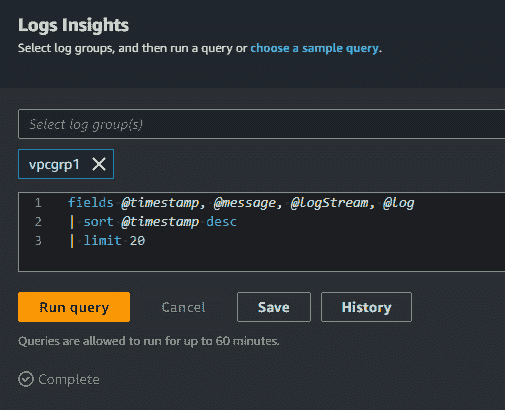 Logs Insights
Select log groups, and then run a query or choose a sample query.
Select log group(s)
vpcgrp1
1 fields @timestamp, @message, @logStream, @log
2 | sort @timestamp desc
3 | limit 20
Run query Cancel Save History
Queries are allowed to run for up to 60 minutes.
Complete